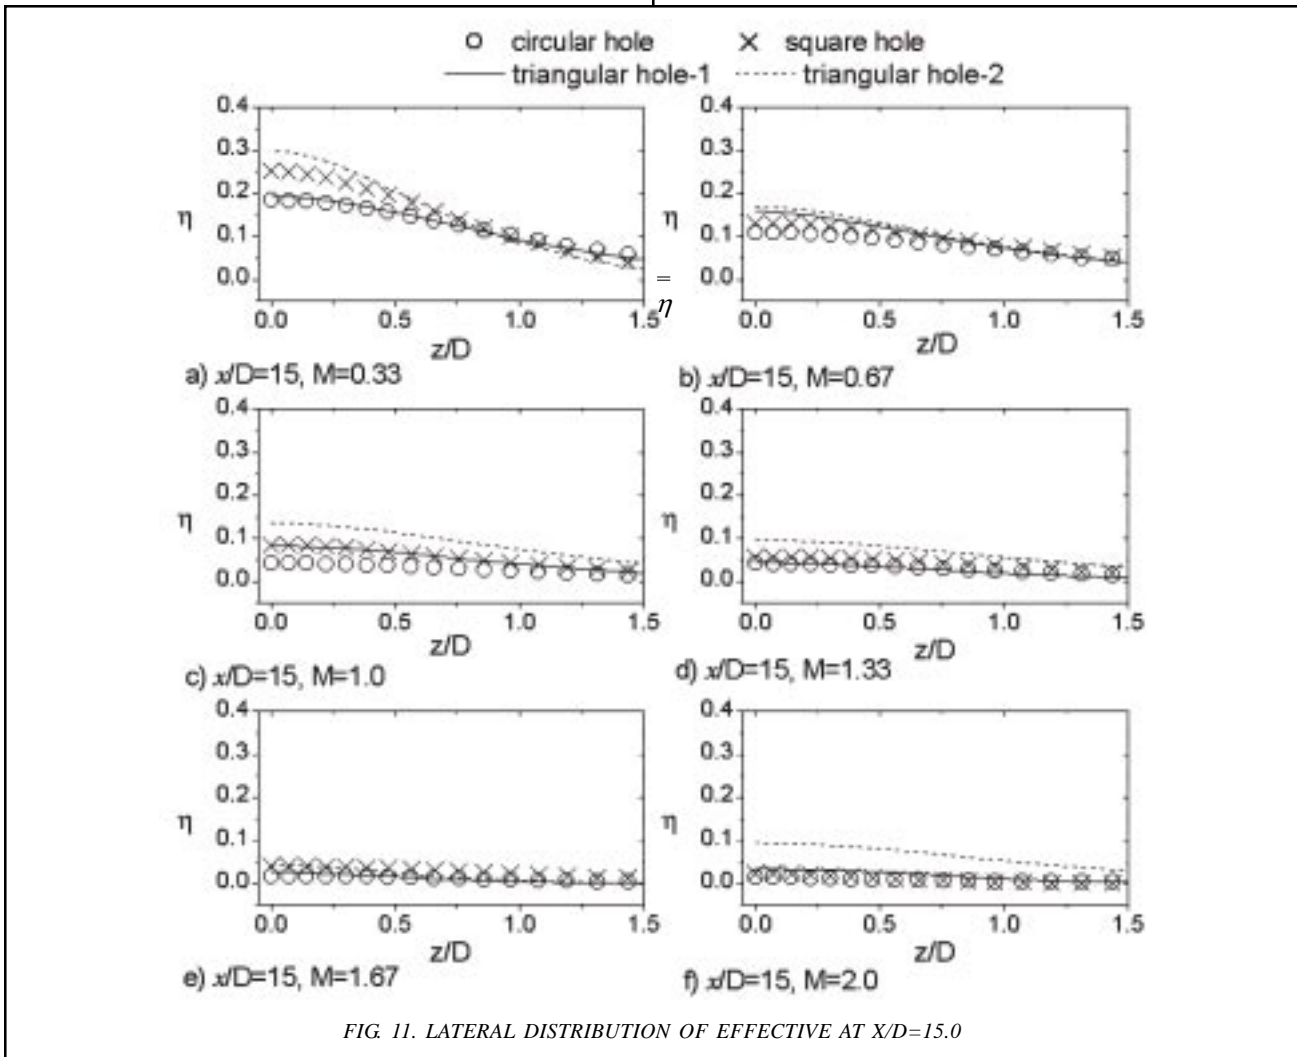 circular hole × square hole
triangular hole-1 triangular hole-2
0.4
0.3
0.2
0.1
0.0
η
0.0 0.5 1.0 1.5
z/D
a) x/D=15, M=0.33
=
η
0.4
0.3
0.2
0.1
0.0
η
0.0 0.5 1.0 1.5
z/D
b) x/D=15, M=0.67
0.4
0.3
0.2
0.1
0.0
η
0.0 0.5 1.0 1.5
z/D
c) x/D=15, M=1.0
0.4
0.3
0.2
0.1
0.0
η
0.0 0.5 1.0 1.5
z/D
d) x/D=15, M=1.33
0.4
0.3
0.2
0.1
0.0
η
0.0 0.5 1.0 1.5
z/D
e) x/D=15, M=1.67
0.4
0.3
0.2
0.1
0.0
η
0.0 0.5 1.0 1.5
z/D
f) x/D=15, M=2.0
FIG. 11. LATERAL DISTRIBUTION OF EFFECTIVE AT X/D=15.0